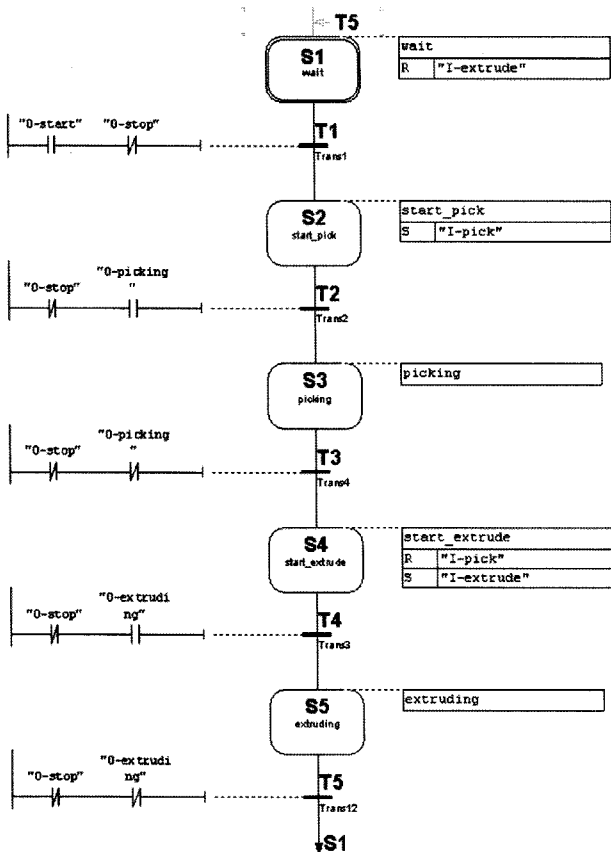 T5
S1
wait
wait
R "I-extrude"
"0-start" "0-stop"
T1
Trans1
S2
start_pick
start_pick
S "I-pick"
"0-stop" "0-picking
"
T2
Trans2
S3
picking
picking
"0-stop" "0-picking
"
T3
Trans4
S4
start_extrude
start_extrude
R "I-pick"
S "I-extrude"
"0-stop" "0-extrudi
ng"
T4
Trans3
S5
extruding
extruding
"0-stop" "0-extrudi
ng"
T5
Trans12
S1